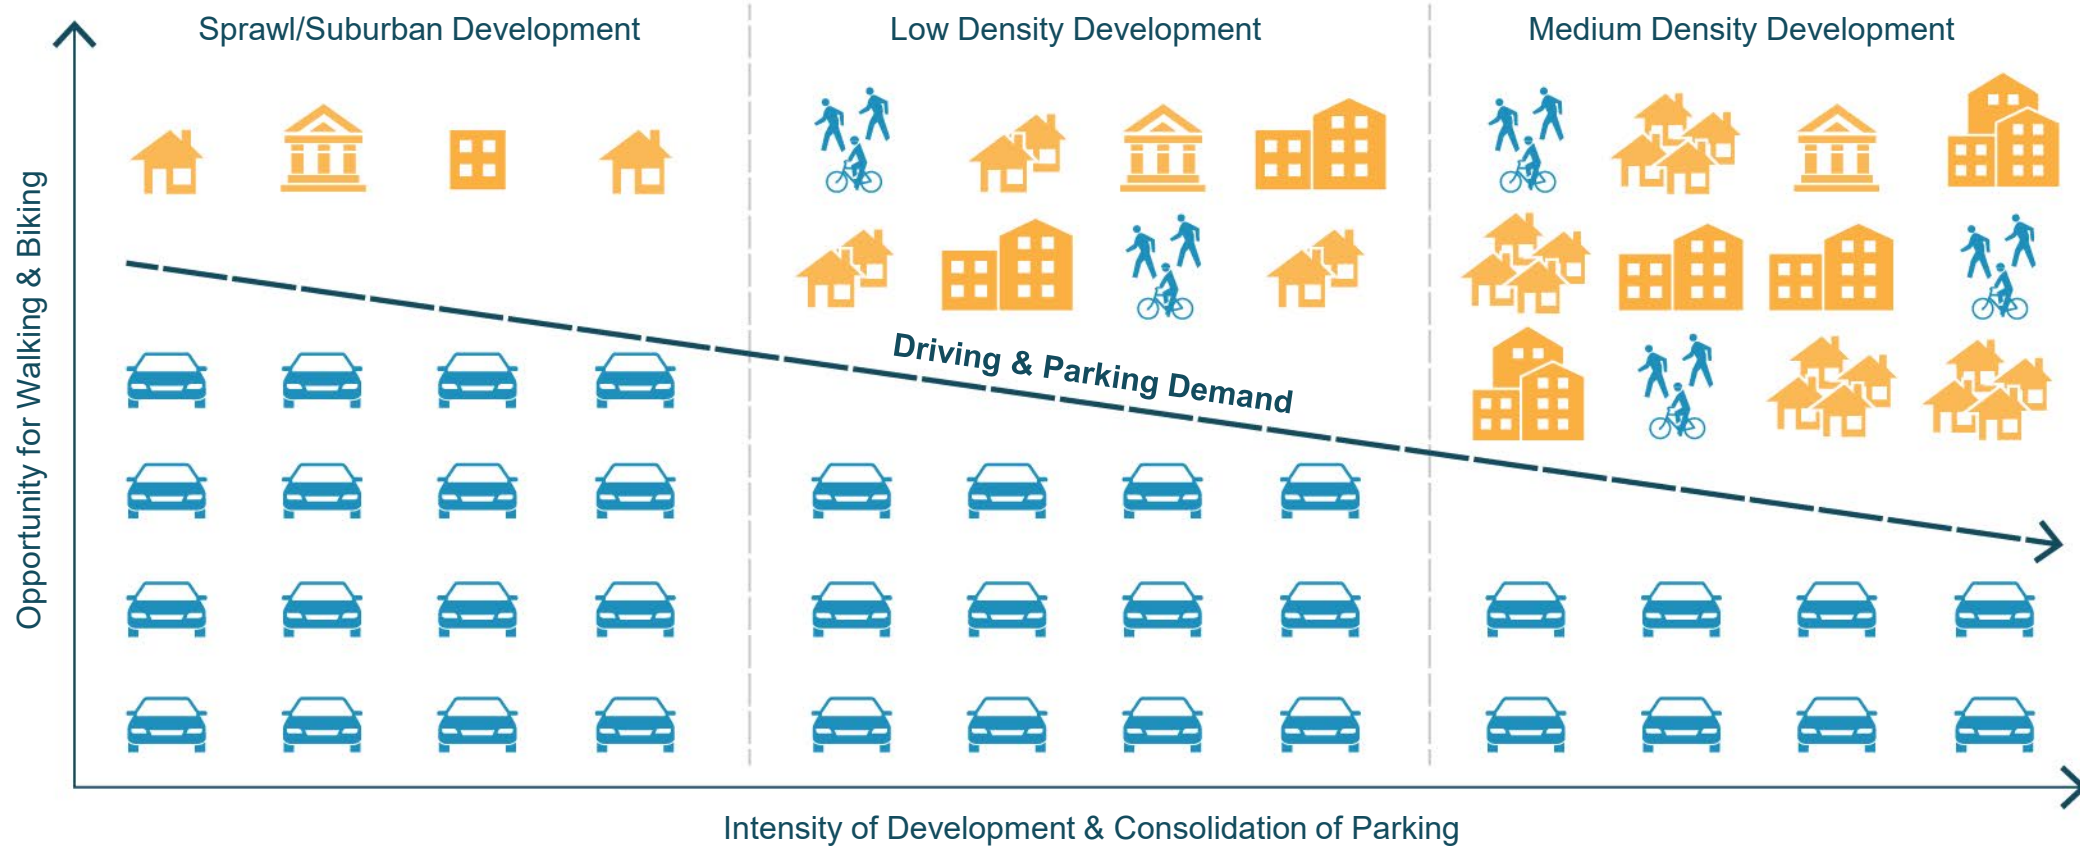 Sprawl/Suburban Development
Low Density Development
Medium Density Development
Opportunity for Walking & Biking
Driving & Parking Demand
Intensity of Development & Consolidation of Parking